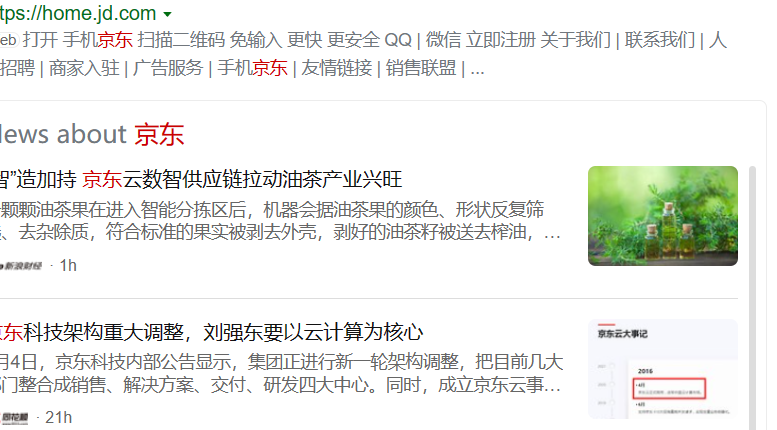 tps://home.jd.com
eb 打开 手机京东 扫描二维码 免输入 更快 更安全 QQ | 微信 立即注册 关于我们 | 联系我们 | 人
招聘 | 商家入驻 | 广告服务 | 手机京东 | 友情链接 | 销售联盟 | ...
News about 京东
智”造加持 京东云数智供应链拉动油茶产业兴旺
颗颗油茶果在进入智能分拣区后，机器会据油茶果的颜色、形状反复筛
、去杂除质，符合标准的果实被剥去外壳，剥好的油茶籽被送去榨油，…
新浪财经 · 1h
京东科技架构重大调整，刘强东要以云计算为核心
月4日，京东科技内部公告显示，集团正进行新一轮架构调整，把目前几大
部门整合成销售、解决方案、交付、研发四大中心。同时，成立京东云事…
同花顺 · 21h
京东云大事记
2016
4月
4月